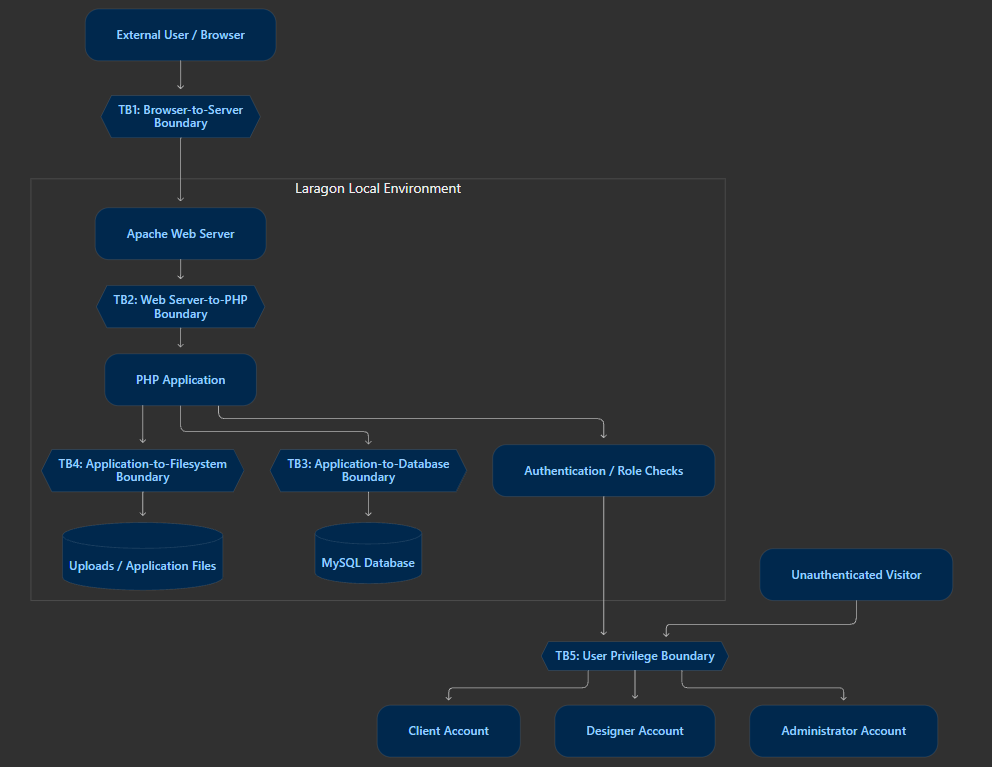 External User / Browser
TB1: Browser-to-Server
Boundary
Laragon Local Environment
Apache Web Server
TB2: Web Server-to-PHP
Boundary
PHP Application
TB4: Application-to-Filesystem
Boundary
TB3: Application-to-Database
Boundary
Authentication / Role Checks
Uploads / Application Files
MySQL Database
Unauthenticated Visitor
TB5: User Privilege Boundary
Client Account
Designer Account
Administrator Account